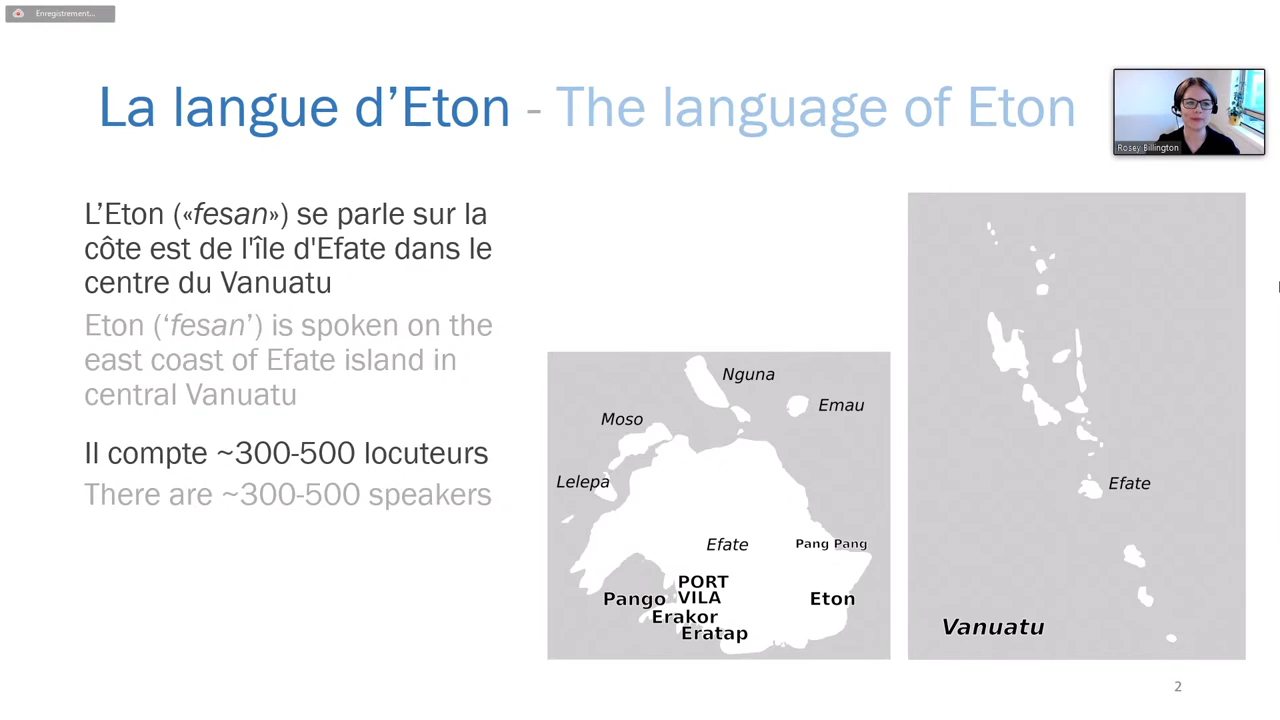 Enregistrement...
La langue d’Eton - The language of Eton
Rosey Billington
L’Eton («fesan») se parle sur la
côte est de l'île d'Efate dans le
centre du Vanuatu
Eton (‘fesan’) is spoken on the
east coast of Efate island in
central Vanuatu
Il compte ~300-500 locuteurs
There are ~300-500 speakers
Nguna
Emau
Moso
Lelepa
Efate
Pang Pang
PORT
VILA
Pango
Eton
Erakor
Eratap
Efate
Vanuatu
2